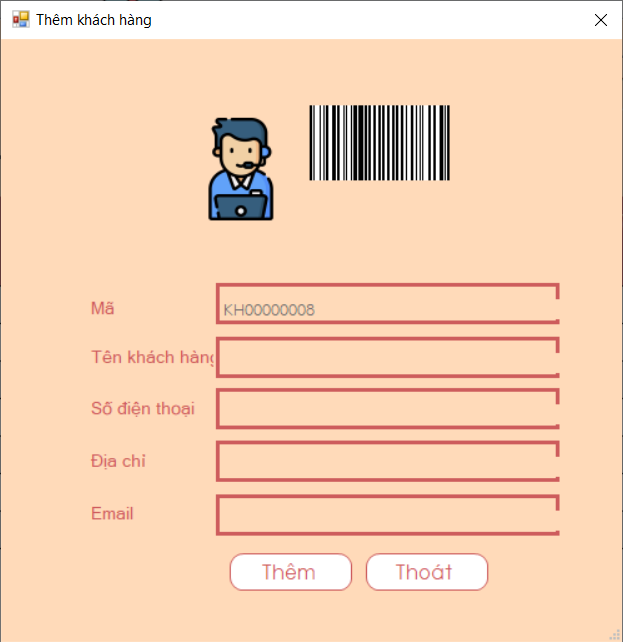 Thêm khách hàng
Mã
KH00000008
Tên khách hàng
Số điện thoại
Địa chỉ
Email
Thêm
Thoát